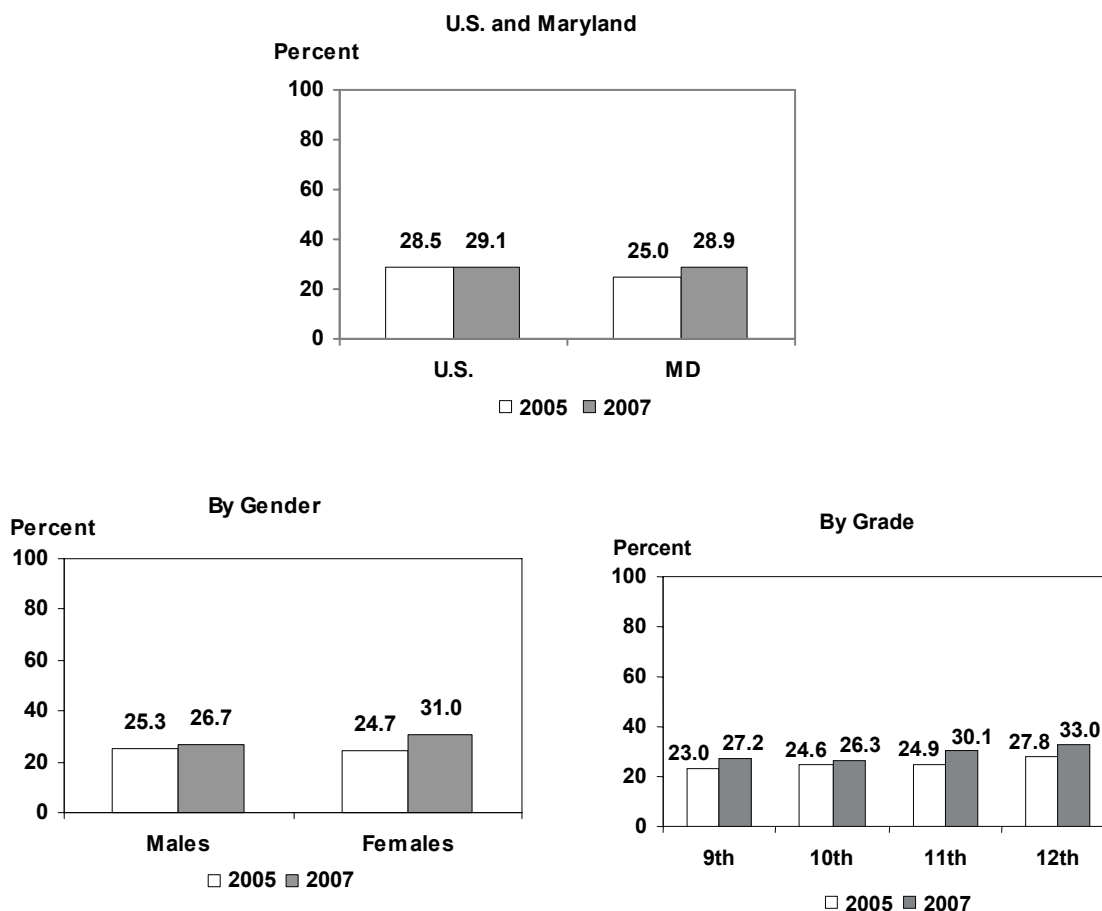 U.S. and Maryland
Percent
100
80
60
40
20
0
28.5 29.1
25.0 28.9
U.S. MD
2005 2007
By Gender
Percent
100
80
60
40
20
0
25.3 26.7
24.7 31.0
Males Females
2005 2007
By Grade
Percent
100
80
60
40
20
0
23.0 27.2 24.6 26.3 24.9 30.1 27.8 33.0
9th 10th 11th 12th
2005 2007